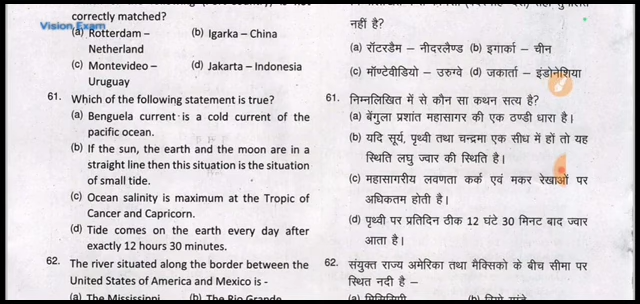 correctly matched?
Vision Exam
(a) Rotterdam – (b) Igarka – China
Netherland
(c) Montevideo – (d) Jakarta – Indonesia
Uruguay
61. Which of the following statement is true?
(a) Benguela current is a cold current of the
pacific ocean.
(b) If the sun, the earth and the moon are in a
straight line then this situation is the situation
of small tide.
(c) Ocean salinity is maximum at the Tropic of
Cancer and Capricorn.
(d) Tide comes on the earth every day after
exactly 12 hours 30 minutes.
62. The river situated along the border between the
United States of America and Mexico is -
(a) The Mississippi (b) The Rio Grande
नहीं है?
(a) रॉटरडैम – नीदरलैण्ड (b) इगार्का – चीन
(c) मॉण्टेवीडियो – उरुग्वे (d) जकार्ता – इंडोनेशिया
61. निम्नलिखित में से कौन सा कथन सत्य है?
(a) बेंगुला प्रशांत महासागर की एक ठण्डी धारा है।
(b) यदि सूर्य, पृथ्वी तथा चन्द्रमा एक सीध में हों तो यह
स्थिति लघु ज्वार की स्थिति है।
(c) महासागरीय लवणता कर्क एवं मकर रेखाओं पर
अधिकतम होती है।
(d) पृथ्वी पर प्रतिदिन ठीक 12 घंटे 30 मिनट बाद ज्वार
आता है।
62. संयुक्त राज्य अमेरिका तथा मैक्सिको के बीच सीमा पर
स्थित नदी है -